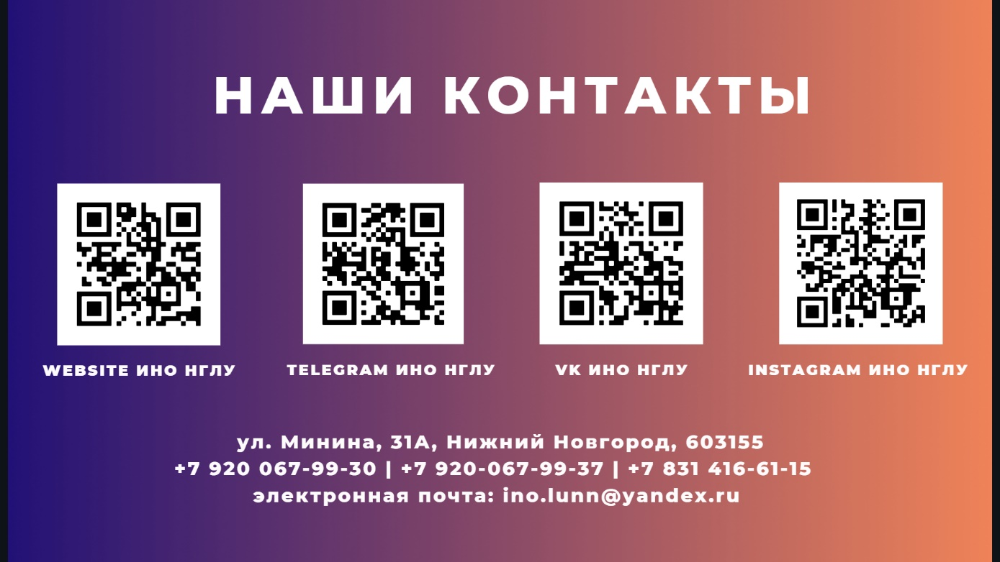 НАШИ КОНТАКТЫ
WEBSITE ИНО НГЛУ
TELEGRAM ИНО НГЛУ
VK ИНО НГЛУ
INSTAGRAM ИНО НГЛУ
ул. Минина, 31А, Нижний Новгород, 603155
+7 920 067-99-30 | +7 920-067-99-37 | +7 831 416-61-15
электронная почта: ino.lunn@yandex.ru